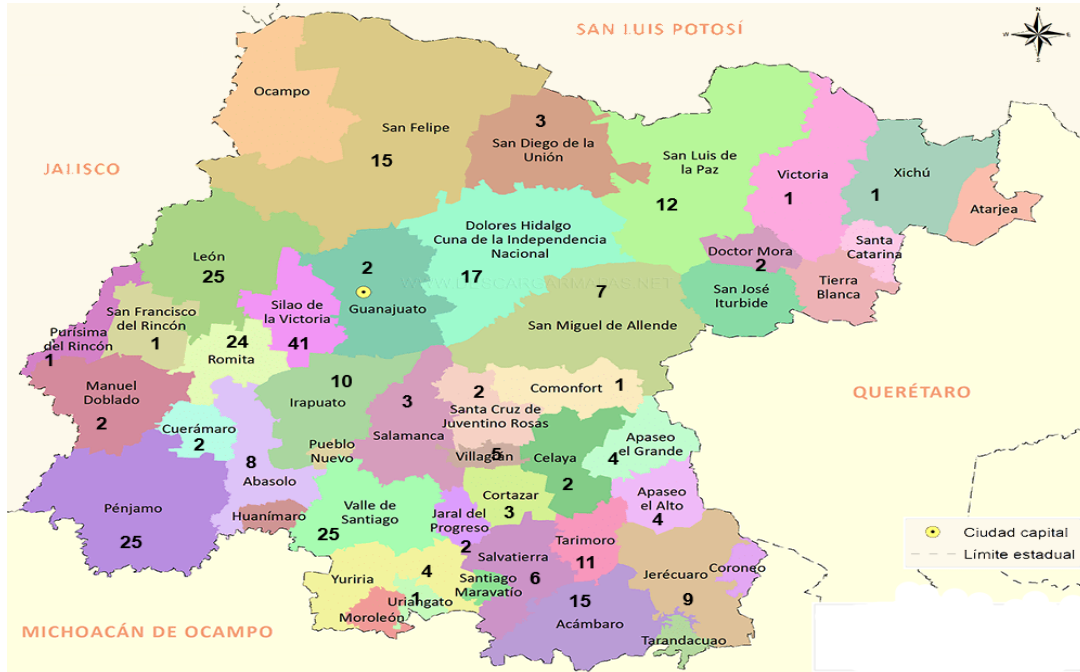 SAN LUIS POTOSÍ
N
W
E
S
Ocampo
San Felipe
15
3
San Diego de la
Unión
San Luis de
la Paz
12
Victoria
1
Xichú
1
Atarjea
JALISCO
Dolores Hidalgo
Cuna de la Independencia
Nacional
17
Doctor Mora
2
Santa
Catarina
León
25
2
Guanajuato
WWW.DESCARGARMAPAS.NET
7
San Miguel de Allende
San José
Iturbide
Tierra
Blanca
Silao de
la Victoria
41
San Francisco
del Rincón
1
Purísima
del Rincón
1
24
Romita
Manuel
Doblado
2
10
Irapuato
3
Salamanca
2
Santa Cruz de
Juventino Rosas
Comonfort
1
QUERÉTARO
Cuerámaro
2
8
Abasolo
Pueblo
Nuevo
Villagrán
5
Celaya
2
Apaseo
el Grande
4
Pénjamo
25
Huanímaro
Valle de
Santiago
25
Jaral del
Progreso
2
Cortazar
3
Apaseo
el Alto
4
Tarimoro
11
Salvatierra
6
Yuriria
4
Santiago
Maravatío
Uriangato
1
Moroleón
15
Acámbaro
Jerécuaro
9
Coroneo
Tarandacuao
Ciudad capital
Límite estadual
MICHOACÁN DE OCAMPO